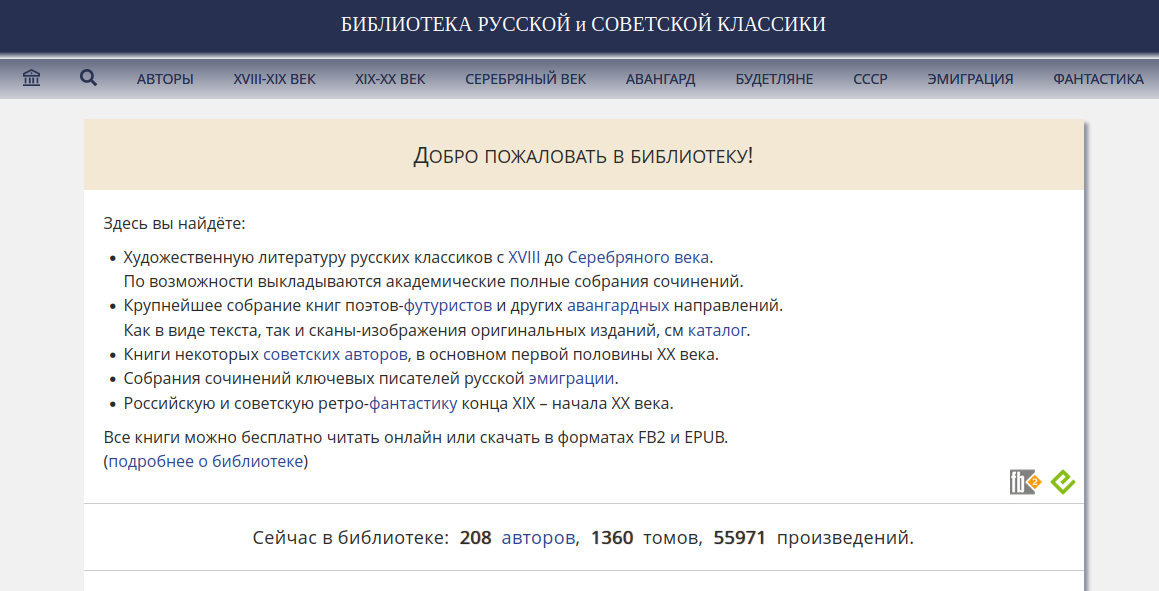 БИБЛИОТЕКА РУССКОЙ и СОВЕТСКОЙ КЛАССИКИ
АВТОРЫ XVIII-XIX ВЕК XIX-XX ВЕК СЕРЕБРЯНЫЙ ВЕК АВАНГАРД БУДЕТЛЯНЕ СССР ЭМИГРАЦИЯ ФАНТАСТИКА
Добро пожаловать в библиотеку!
Здесь вы найдёте:
• Художественную литературу русских классиков с XVIII до Серебряного века.
По возможности выкладываются академические полные собрания сочинений.
• Крупнейшее собрание книг поэтов-футуристов и других авангардных направлений.
Как в виде текста, так и сканы-изображения оригинальных изданий, см каталог.
• Книги некоторых советских авторов, в основном первой половины XX века.
• Собрания сочинений ключевых писателей русской эмиграции.
• Российскую и советскую ретро-фантастику конца XIX – начала XX века.
Все книги можно бесплатно читать онлайн или скачать в форматах FB2 и EPUB.
(подробнее о библиотеке)
fb2
Сейчас в библиотеке: 208 авторов, 1360 томов, 55971 произведений.